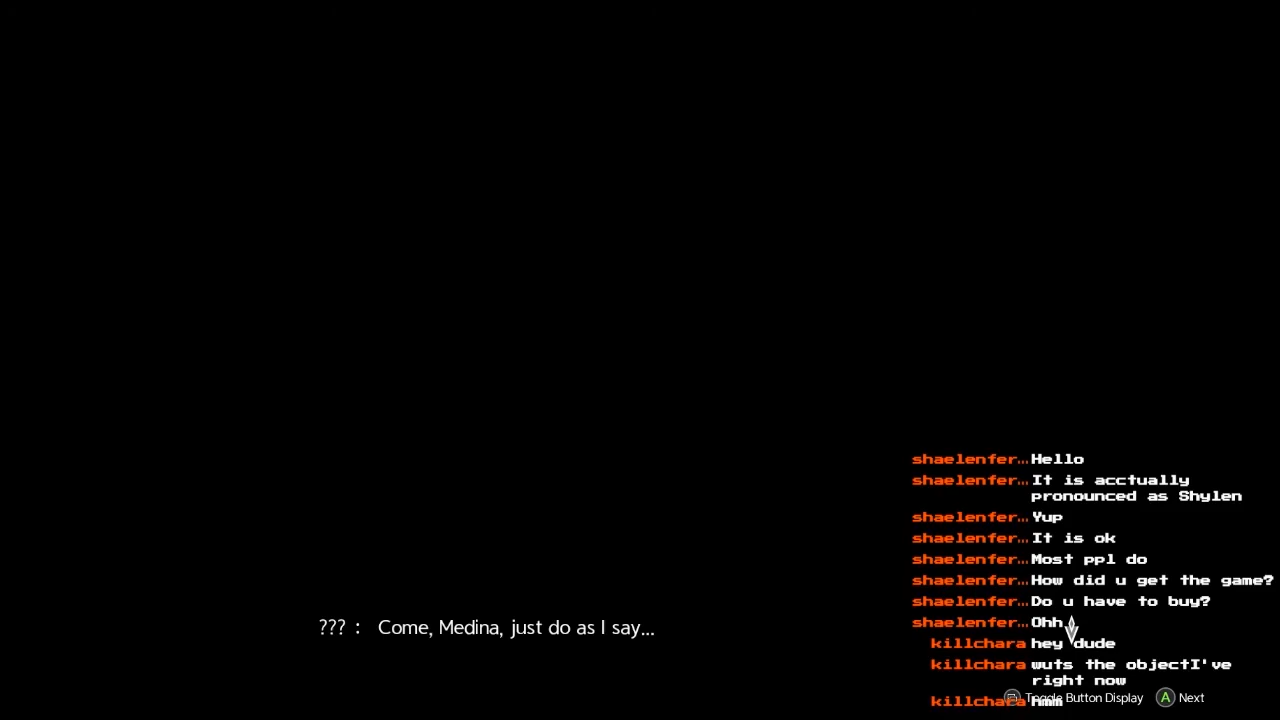 shaelenfer... Hello
shaelenfer... It is acctually
pronounced as Shylen
shaelenfer... Yup
shaelenfer... It is ok
shaelenfer... Most ppl do
shaelenfer... How did u get the game?
shaelenfer... Do u have to buy?
shaelenfer... Ohh
??? : Come, Medina, just do as I say...
killchara hey dude
killchara wuts the objectI've
right now
killchara hmm
Toggle Button Display A Next